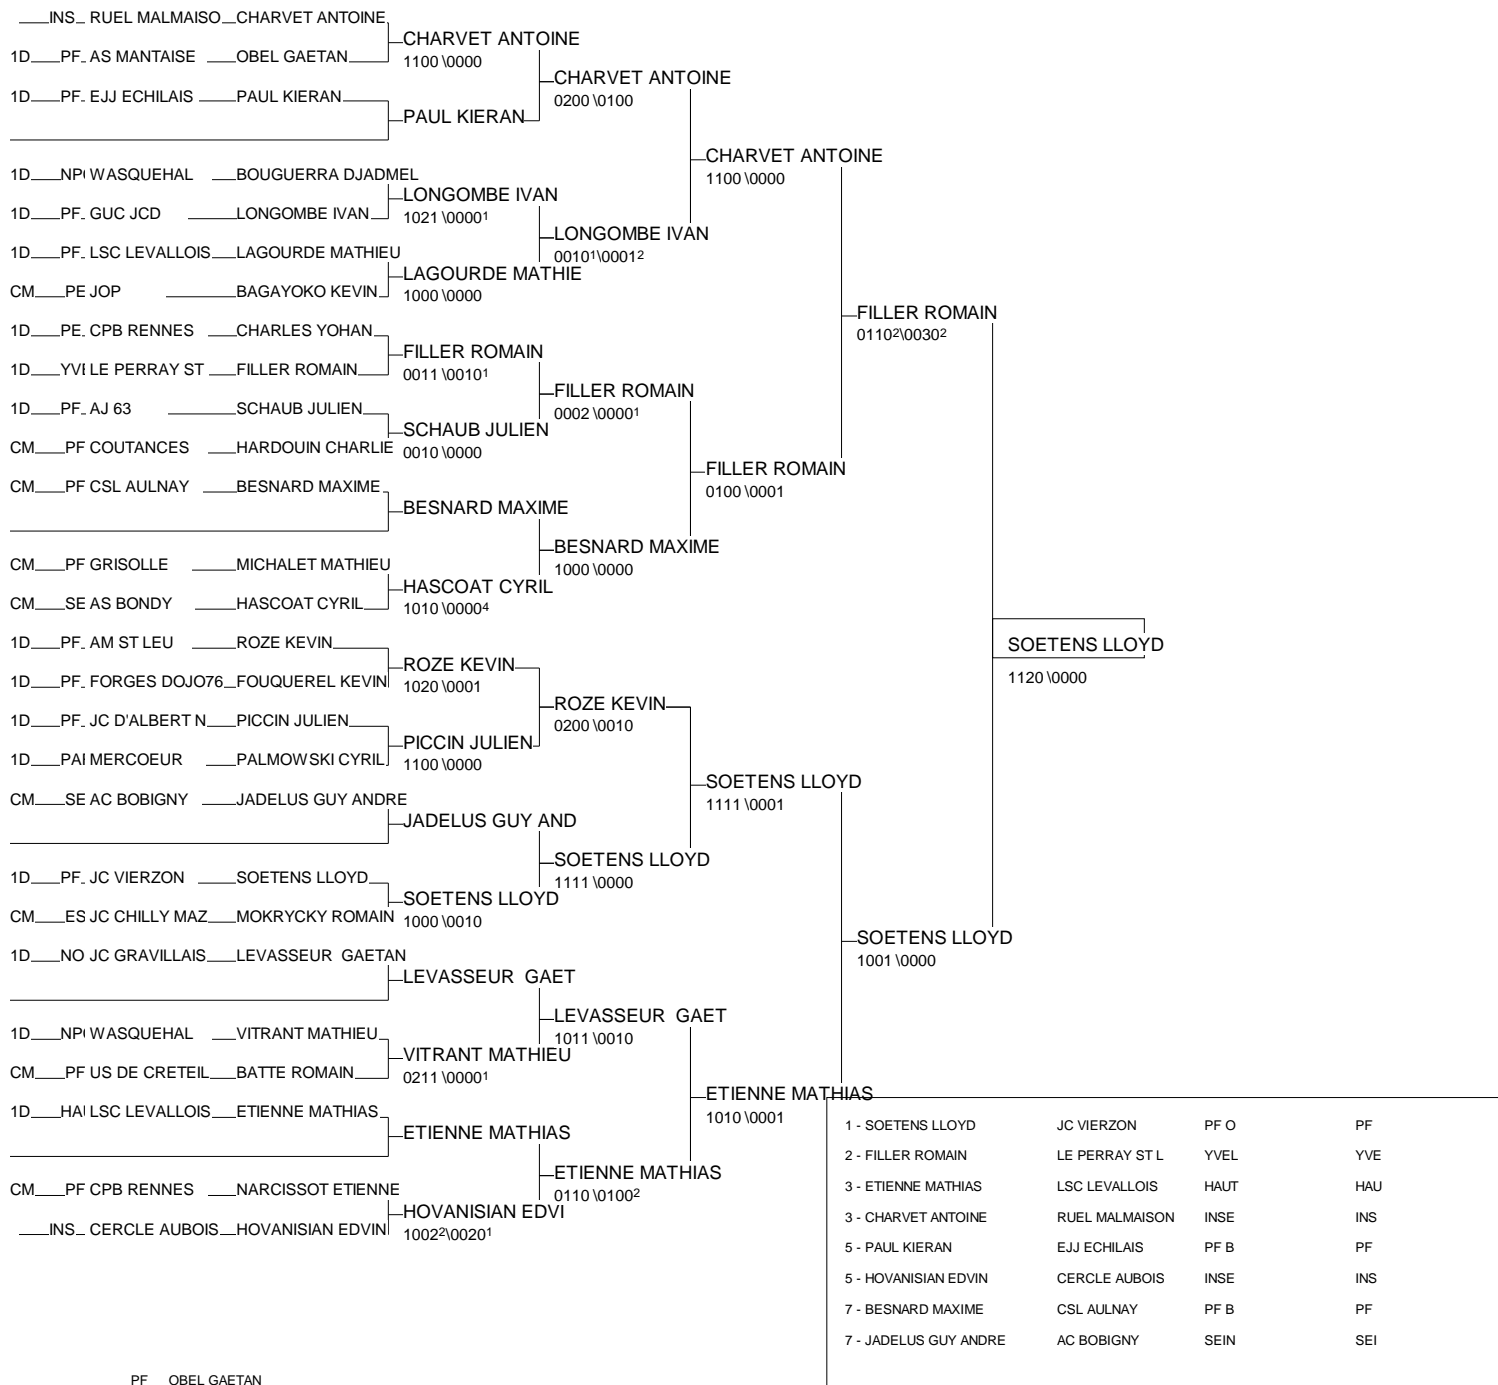 INS RUEL MALMAISO CHARVET ANTOINE
CHARVET ANTOINE
1D PF AS MANTAISE OBEL GAETAN
1100 \0000
CHARVET ANTOINE
0200 \0100
1D PF EJJ ECHILAIS PAUL KIERAN
PAUL KIERAN
CHARVET ANTOINE
1100 \0000
1D NP WASQUEHAL BOUGUERRA DJADMEL
LONGOMBE IVAN
1D PF GUC JCD LONGOMBE IVAN
1021 \0000¹
LONGOMBE IVAN
0010¹\0001²
1D PF LSC LEVALLOIS LAGOURDE MATHIEU
LAGOURDE MATHIE
CM PE JOP BAGAYOKO KEVIN
1000 \0000
FILLER ROMAIN
0110²\0030²
1D PE CPB RENNES CHARLES YOHAN
FILLER ROMAIN
1D YVE LE PERRAY ST FILLER ROMAIN
0011 \0010¹
FILLER ROMAIN
0002 \0000¹
1D PF AJ 63 SCHAUB JULIEN
SCHAUB JULIEN
CM PF COUTANCES HARDOUIN CHARLIE
0010 \0000
FILLER ROMAIN
0100 \0001
CM PF CSL AULNAY BESNARD MAXIME
BESNARD MAXIME
BESNARD MAXIME
1000 \0000
CM PF GRISOLLE MICHALET MATHIEU
HASCOAT CYRIL
CM SE AS BONDY HASCOAT CYRIL
1010 \0000⁴
SOETENS LLOYD
1120 \0000
1D PF AM ST LEU ROZE KEVIN
ROZE KEVIN
1D PF FORGES DOJO76 FOUQUEREL KEVIN
1020 \0001
ROZE KEVIN
0200 \0010
1D PF JC D'ALBERT N PICCIN JULIEN
PICCIN JULIEN
1D PAI MERCOEUR PALMOWSKI CYRIL
1100 \0000
SOETENS LLOYD
1111 \0001
CM SE AC BOBIGNY JADELUS GUY ANDRE
JADELUS GUY AND
SOETENS LLOYD
1111 \0000
1D PF JC VIERZON SOETENS LLOYD
SOETENS LLOYD
CM ES JC CHILLY MAZ MOKRYCKY ROMAIN
1000 \0010
SOETENS LLOYD
1001 \0000
1D NO JC GRAVILLAIS LEVASSEUR GAETAN
LEVASSEUR GAET
LEVASSEUR GAET
1011 \0010
1D NP WASQUEHAL VITRANT MATHIEU
VITRANT MATHIEU
CM PF US DE CRETEIL BATTE ROMAIN
0211 \0000¹
ETIENNE MATHIAS
1010 \0001
1D HAU LSC LEVALLOIS ETIENNE MATHIAS
ETIENNE MATHIAS
ETIENNE MATHIAS
0110 \0100²
CM PF CPB RENNES NARCISSOT ETIENNE
HOVANISIAN EDVI
INS CERCLE AUBOIS HOVANISIAN EDVIN
1002²\0020¹
1 - SOETENS LLOYD JC VIERZON PF O PF
2 - FILLER ROMAIN LE PERRAY ST L YVEL YVE
3 - ETIENNE MATHIAS LSC LEVALLOIS HAUT HAU
3 - CHARVET ANTOINE RUEL MALMAISON INSE INS
5 - PAUL KIERAN EJJ ECHILAIS PF B PF
5 - HOVANISIAN EDVIN CERCLE AUBOIS INSE INS
7 - BESNARD MAXIME CSL AULNAY PF B PF
7 - JADELUS GUY ANDRE AC BOBIGNY SEIN SEI
PF OBEL GAETAN